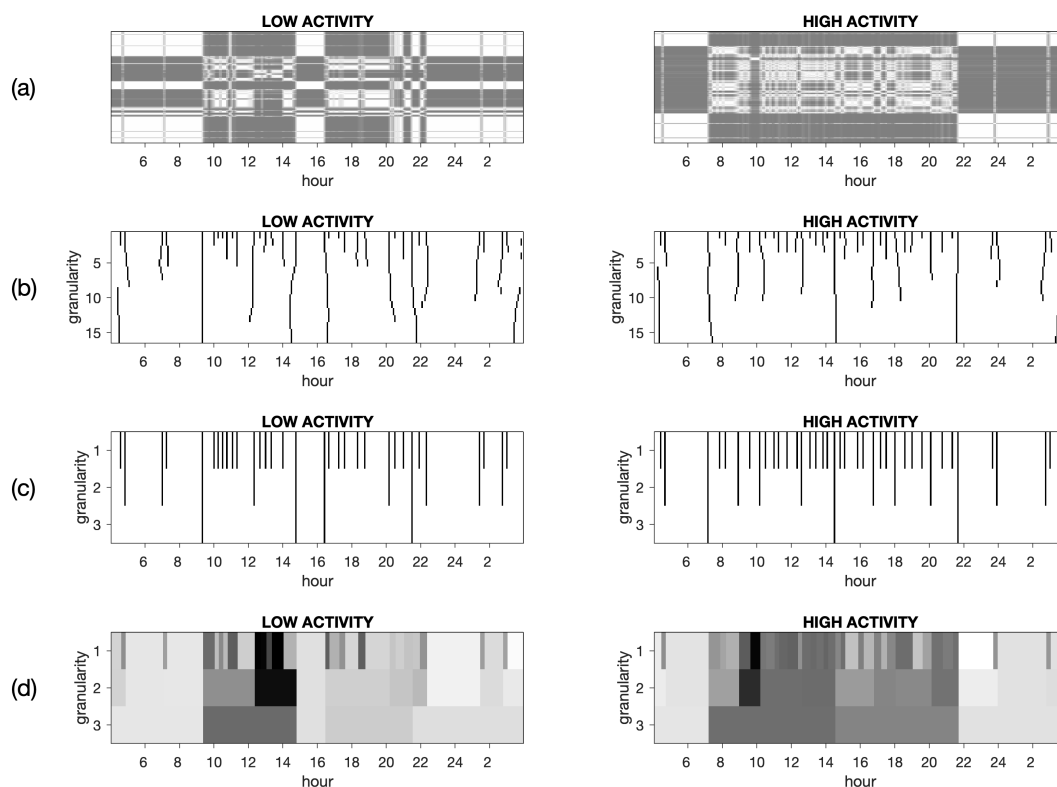 LOW ACTIVITY HIGH ACTIVITY
(a)
6 8 10 12 14 16 18 20 22 24 2 6 8 10 12 14 16 18 20 22 24 2
hour hour
LOW ACTIVITY HIGH ACTIVITY
(b)
granularity granularity
5 5
10 10
15 15
6 8 10 12 14 16 18 20 22 24 2 6 8 10 12 14 16 18 20 22 24 2
hour hour
LOW ACTIVITY HIGH ACTIVITY
(c)
granularity granularity
1 1
2 2
3 3
6 8 10 12 14 16 18 20 22 24 2 6 8 10 12 14 16 18 20 22 24 2
hour hour
LOW ACTIVITY HIGH ACTIVITY
(d)
granularity granularity
1 1
2 2
3 3
6 8 10 12 14 16 18 20 22 24 2 6 8 10 12 14 16 18 20 22 24 2
hour hour